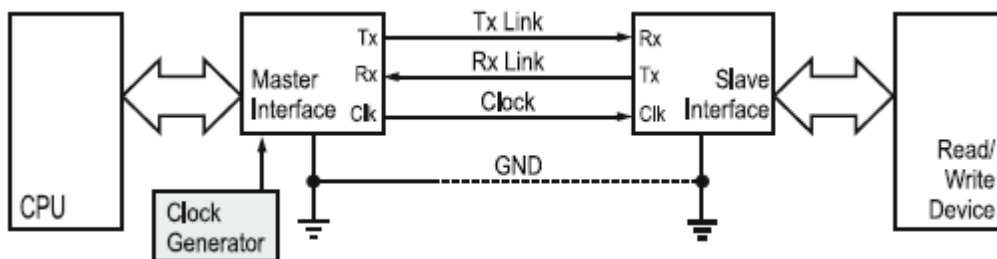 CPU
Clock
Generator
Master
Interface
Tx
Rx
Clk
Tx Link
Rx Link
Clock
GND
Rx
Tx
Clk
Slave
Interface
Read/
Write
Device